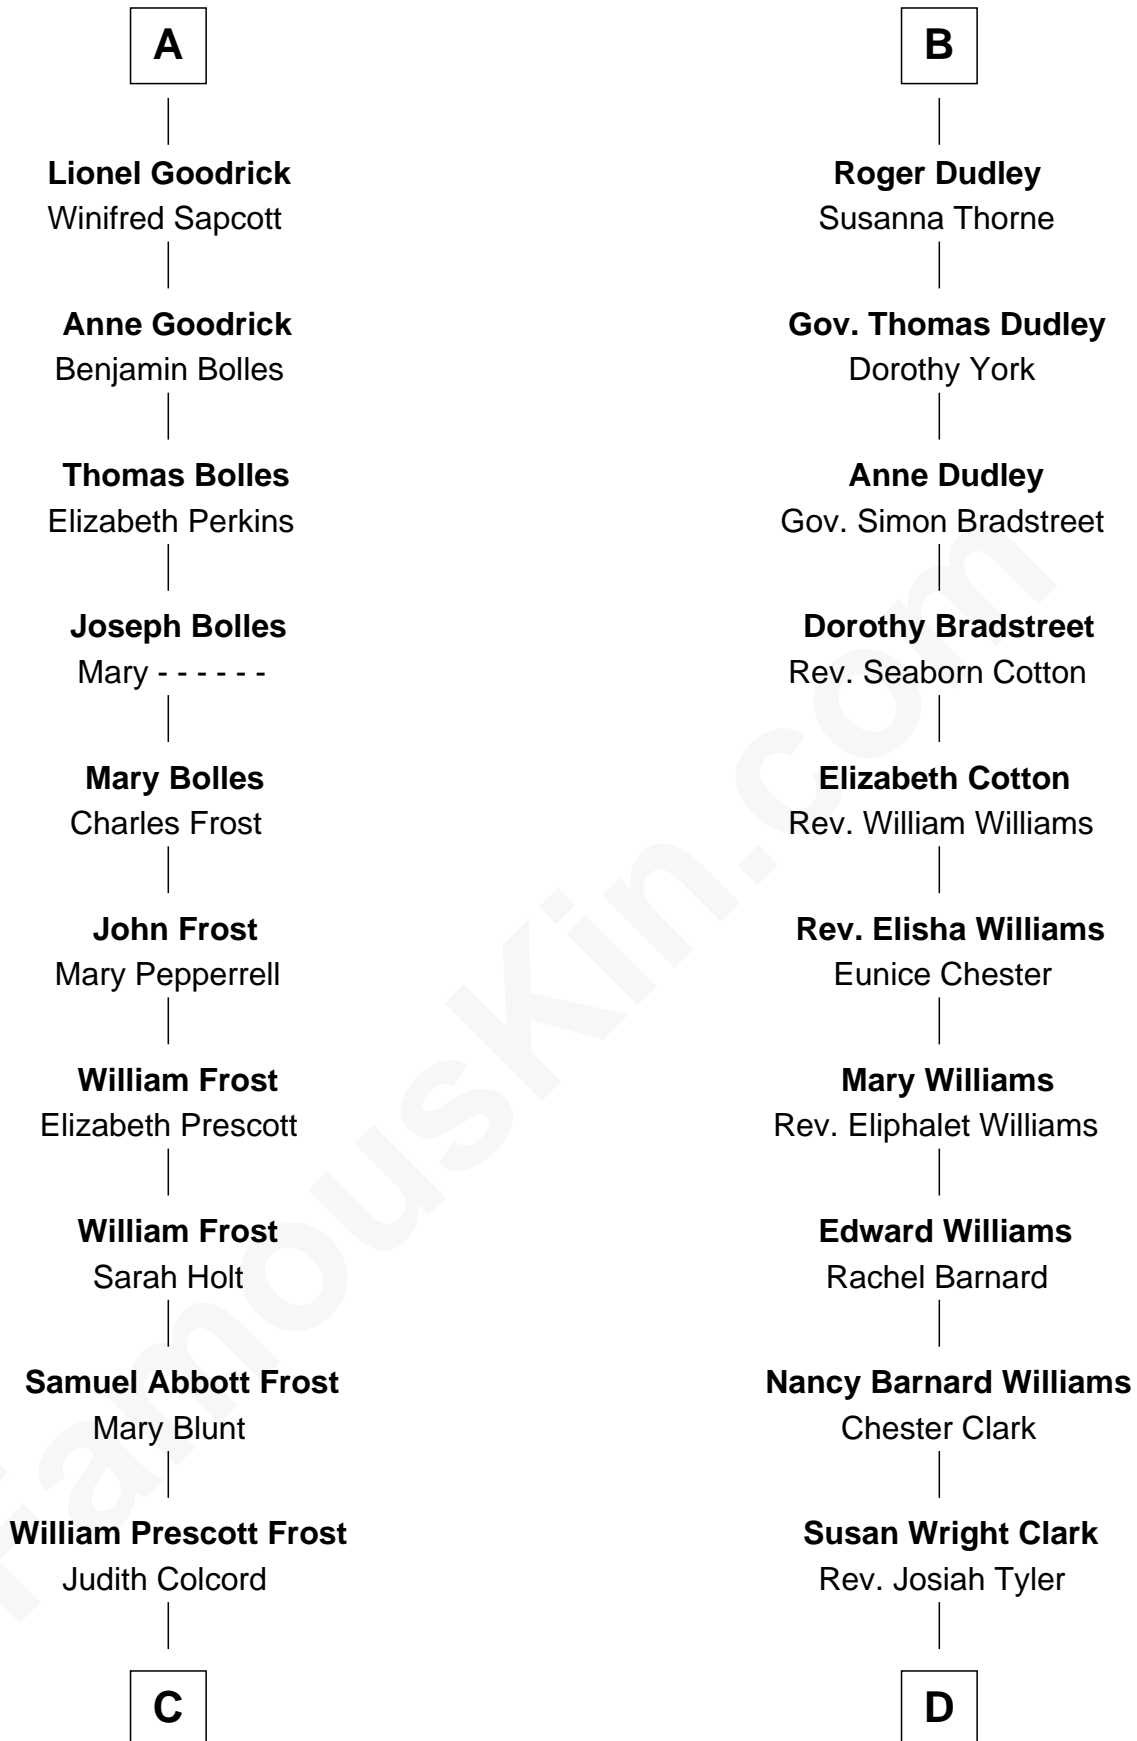 A
Lionel Goodrick
Winifred Sapcott
Anne Goodrick
Benjamin Bolles
Thomas Bolles
Elizabeth Perkins
Joseph Bolles
Mary - - - - - -
Mary Bolles
Charles Frost
John Frost
Mary Pepperrell
William Frost
Elizabeth Prescott
William Frost
Sarah Holt
Samuel Abbott Frost
Mary Blunt
William Prescott Frost
Judith Colcord
C
B
Roger Dudley
Susanna Thorne
Gov. Thomas Dudley
Dorothy York
Anne Dudley
Gov. Simon Bradstreet
Dorothy Bradstreet
Rev. Seaborn Cotton
Elizabeth Cotton
Rev. William Williams
Rev. Elisha Williams
Eunice Chester
Mary Williams
Rev. Eliphalet Williams
Edward Williams
Rachel Barnard
Nancy Barnard Williams
Chester Clark
Susan Wright Clark
Rev. Josiah Tyler
D
FamousKin.com